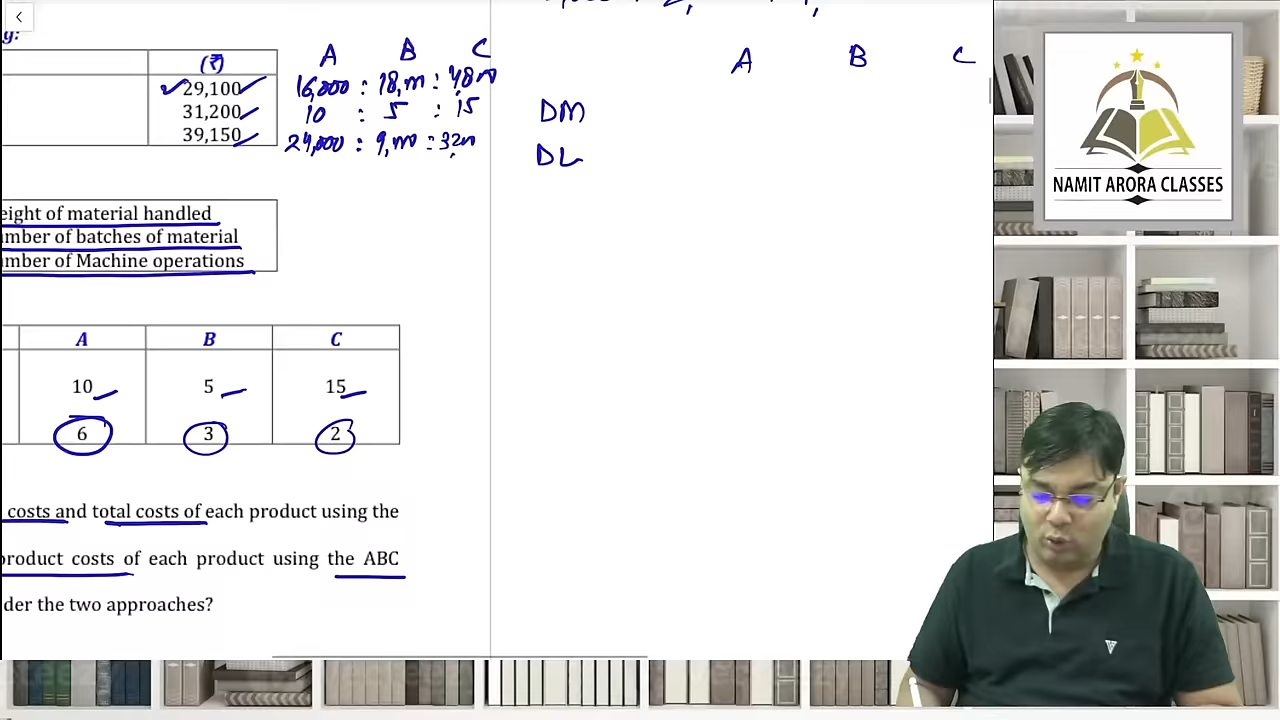 g:
(₹)
29,100
31,200
39,150
A B C
16,000 : 18,m : 48m
10 : 5 : 15
24,000 : 9,m : 32m
A B C
DM
DL
eight of material handled
umber of batches of material
umber of Machine operations
A B C
10 5 15
6 3 2
costs and total costs of each product using the
product costs of each product using the ABC
der the two approaches?
NAMIT ARORA CLASSES